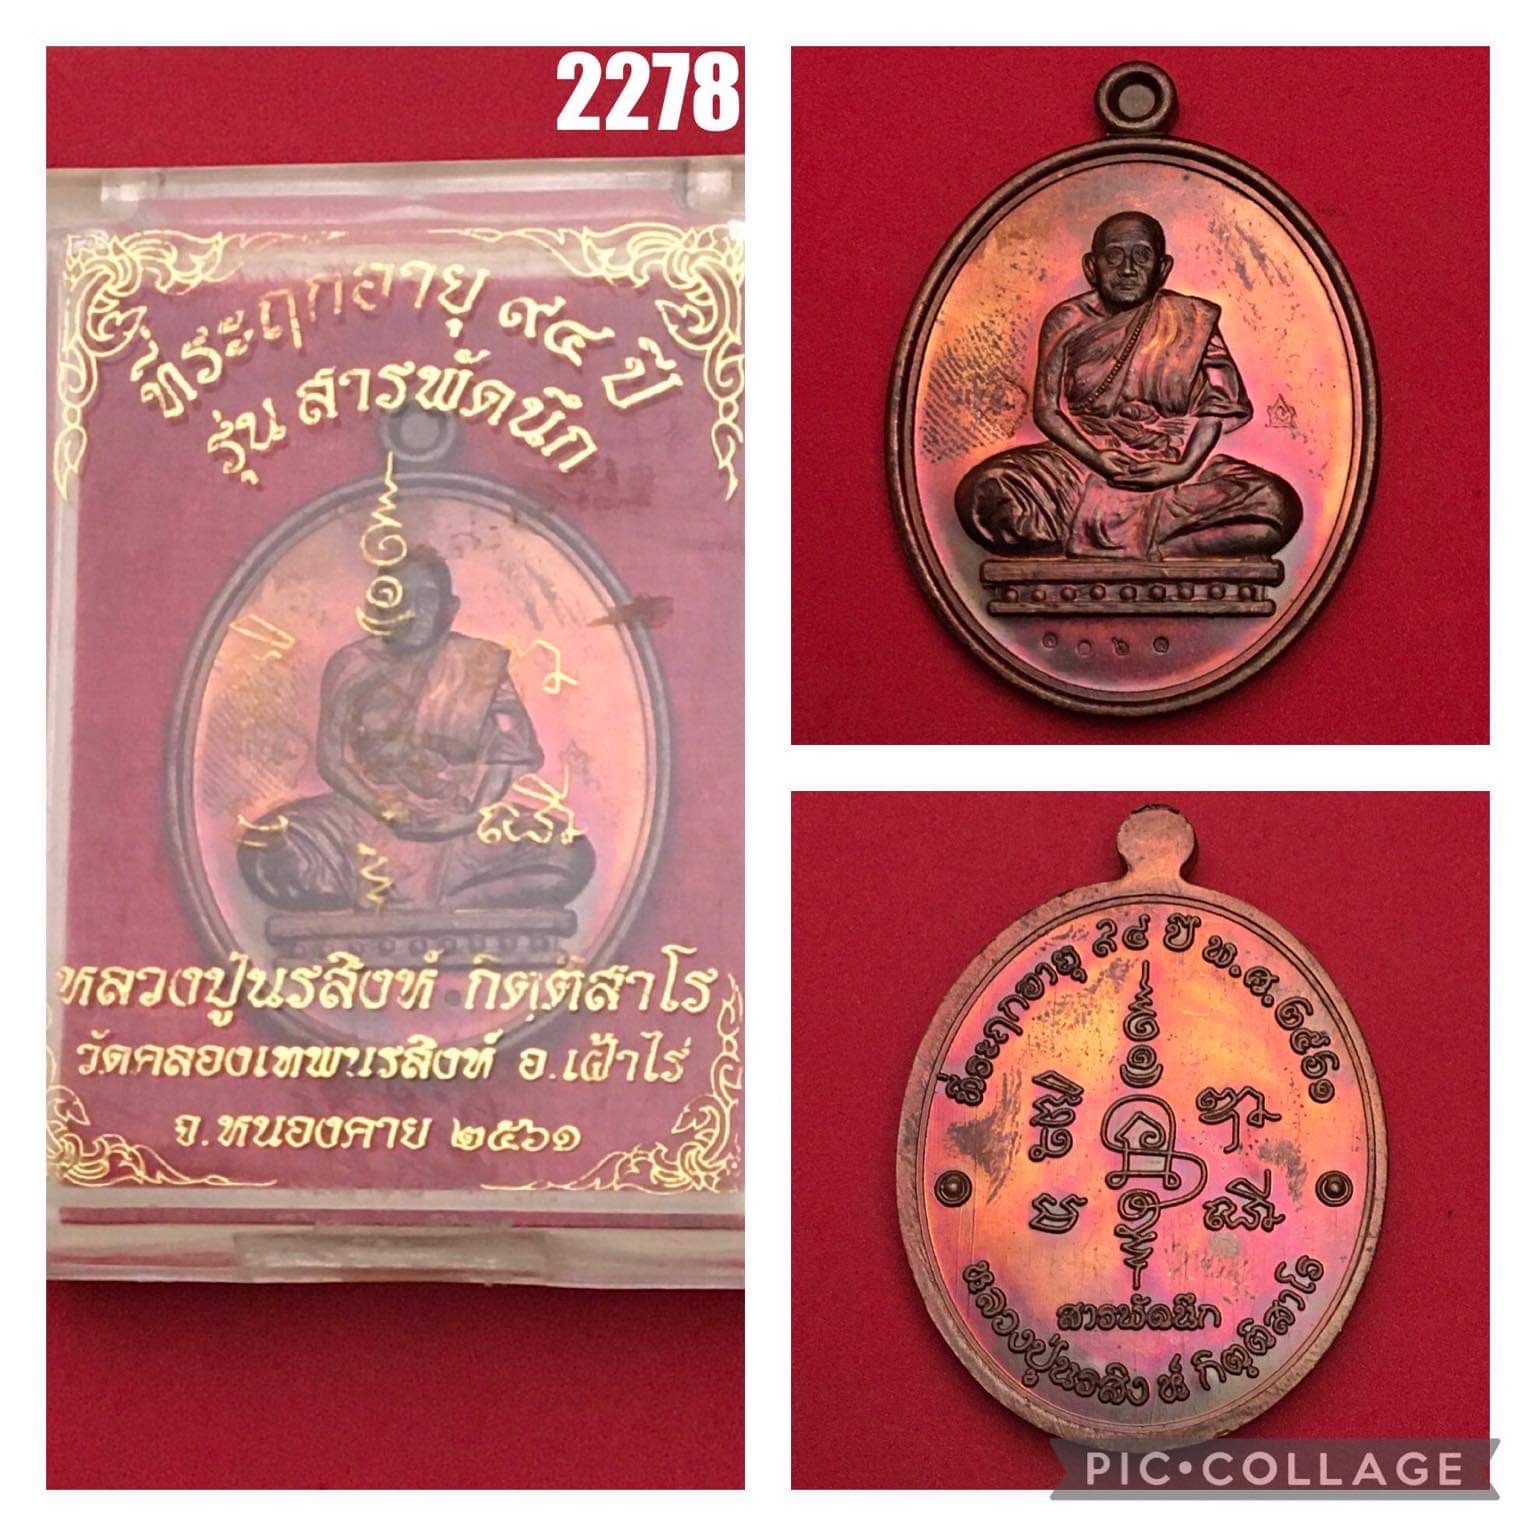 2278
ที่ระฤกอายุ ๙๔ ปี
รุ่น สารพัดนึก
หลวงปู่นรสิงห์ กิตฺติสาโร
วัดคลองเทพนรสิงห์ อ.เฝ้าไร่
จ.หนองคาย ๒๕๖๑
๑๐๖๑
ที่ระฤกอายุ ๙๔ ปี พ.ศ. ๒๕๖๑
สารพัดนึก
หลวงปู่นรสิงห์ กิตฺติสาโร
PIC•COLLAGE